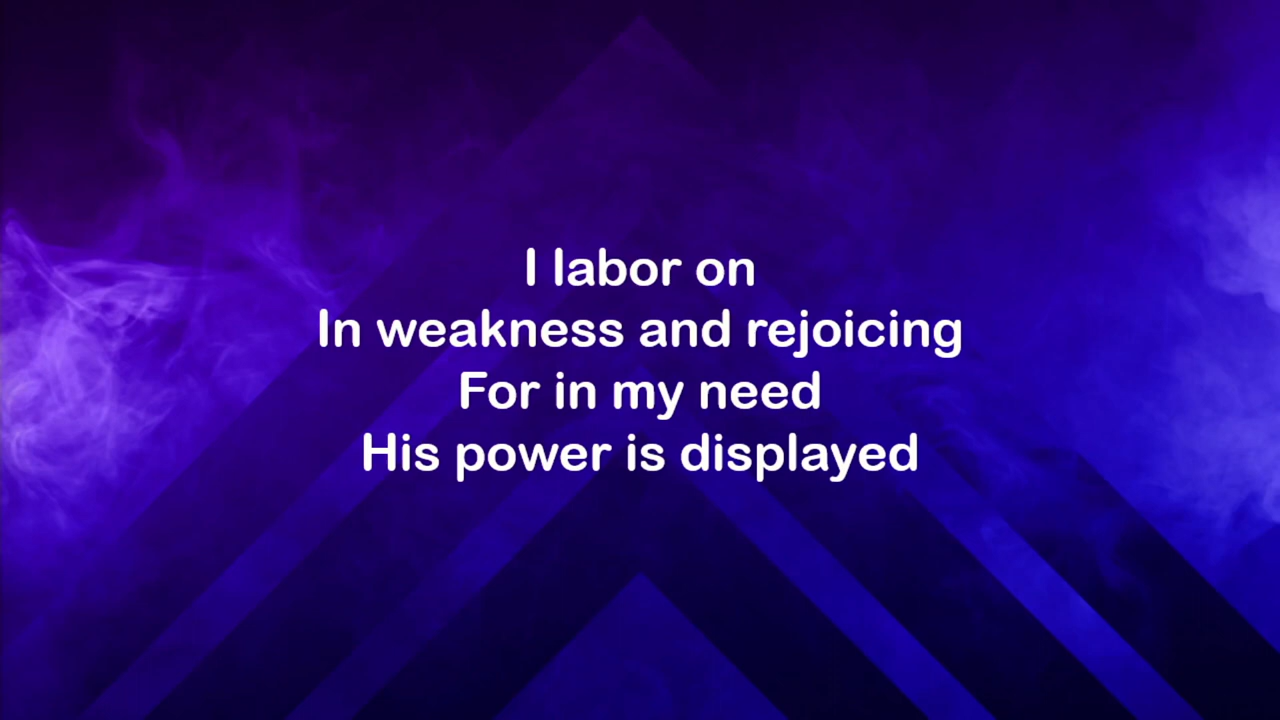 I labor on
In weakness and rejoicing
For in my need
His power is displayed